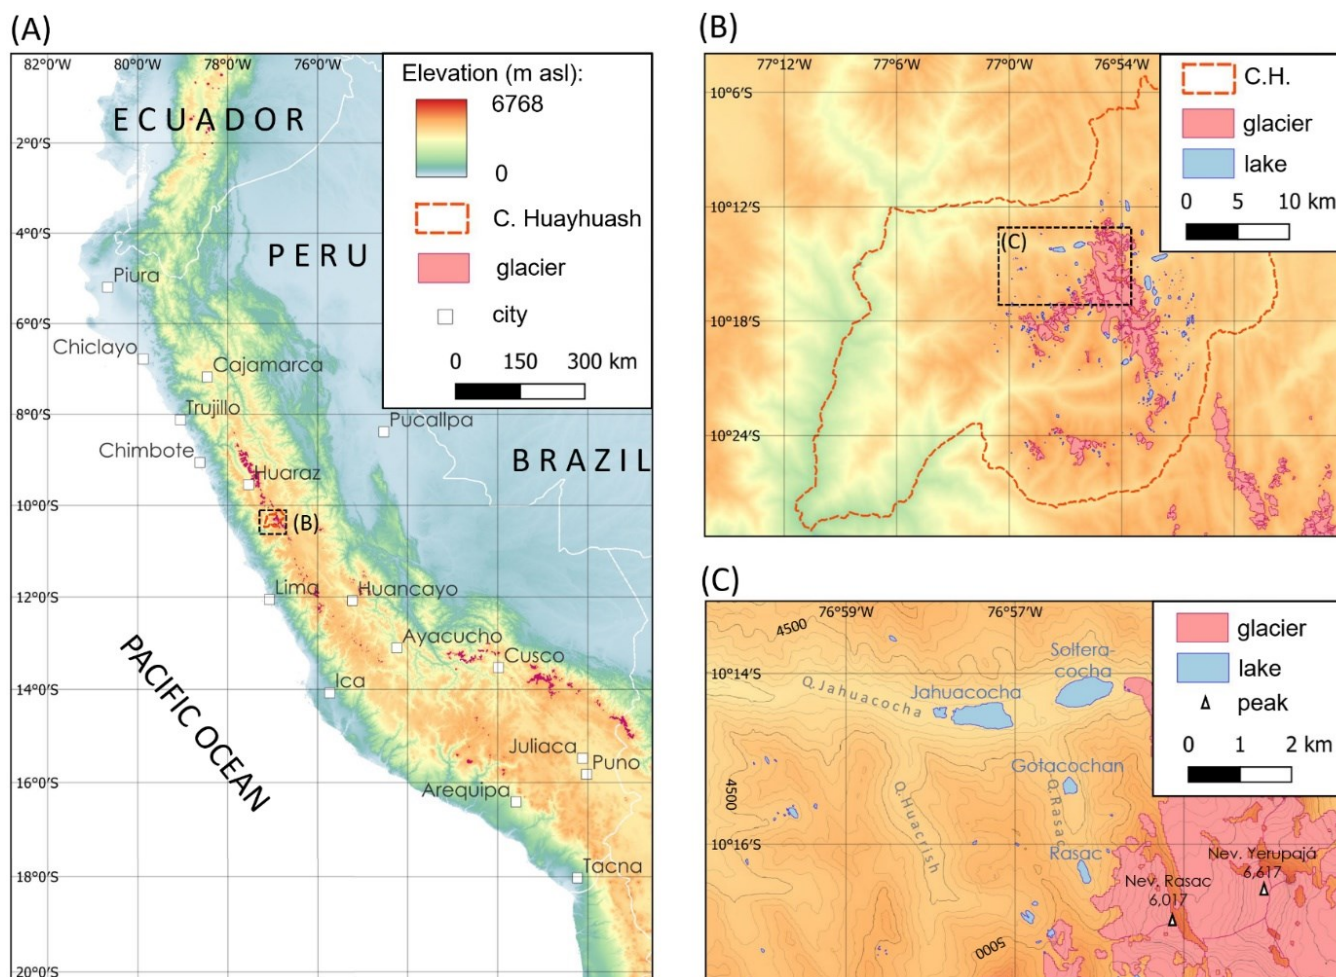 (A)
82°0'W
80°0'W
78°0'W
76°0'W
ECUADOR
2°0'S
4°0'S
PERU
Piura
6°0'S
Chiclayo
Cajamarca
Trujillo
8°0'S
Pucallpa
Chimbote
BRAZIL
Huaraz
10°0'S
(B)
Lima
Huancayo
12°0'S
Ayacucho
Cusco
PACIFIC OCEAN
Ica
14°0'S
Juliaca
Puno
16°0'S
Arequipa
Tacna
18°0'S
20°0'S
Elevation (m asl):
6768
0
C. Huayhuash
glacier
city
0 150 300 km
(B)
77°12'W
77°6'W
77°0'W
76°54'W
10°6'S
10°12'S
(C)
10°18'S
10°24'S
C.H.
glacier
lake
0 5 10 km
(C)
76°59'W
76°57'W
4500
Soltera-
cocha
10°14'S
Q.Jahuacocha
Jahuacocha
Gotacochan
4500
Q.Huacrish
Q.Rasac
10°16'S
Rasac
Nev. Yerupajá
6,617
Nev. Rasac
6,017
5000
glacier
lake
peak
0 1 2 km